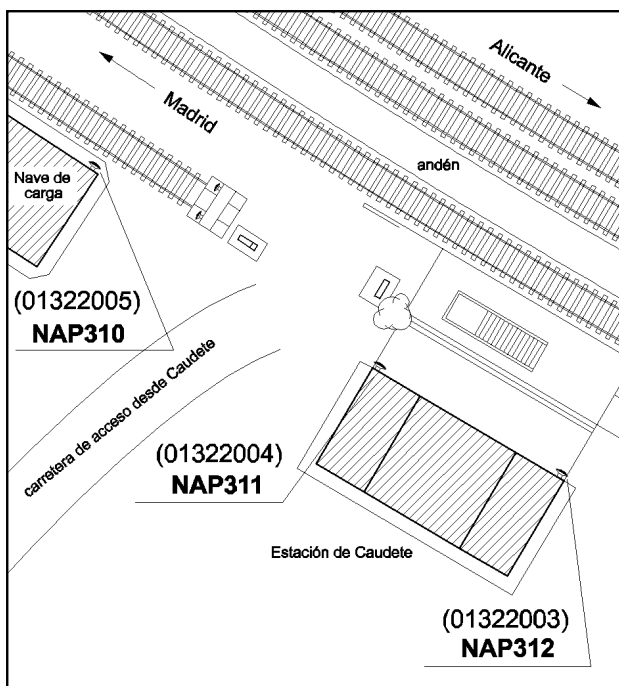 Alicante
Madrid
andén
Nave de
carga
(01322005)
NAP310
carretera de acceso desde Caudete
(01322004)
NAP311
Estación de Caudete
(01322003)
NAP312